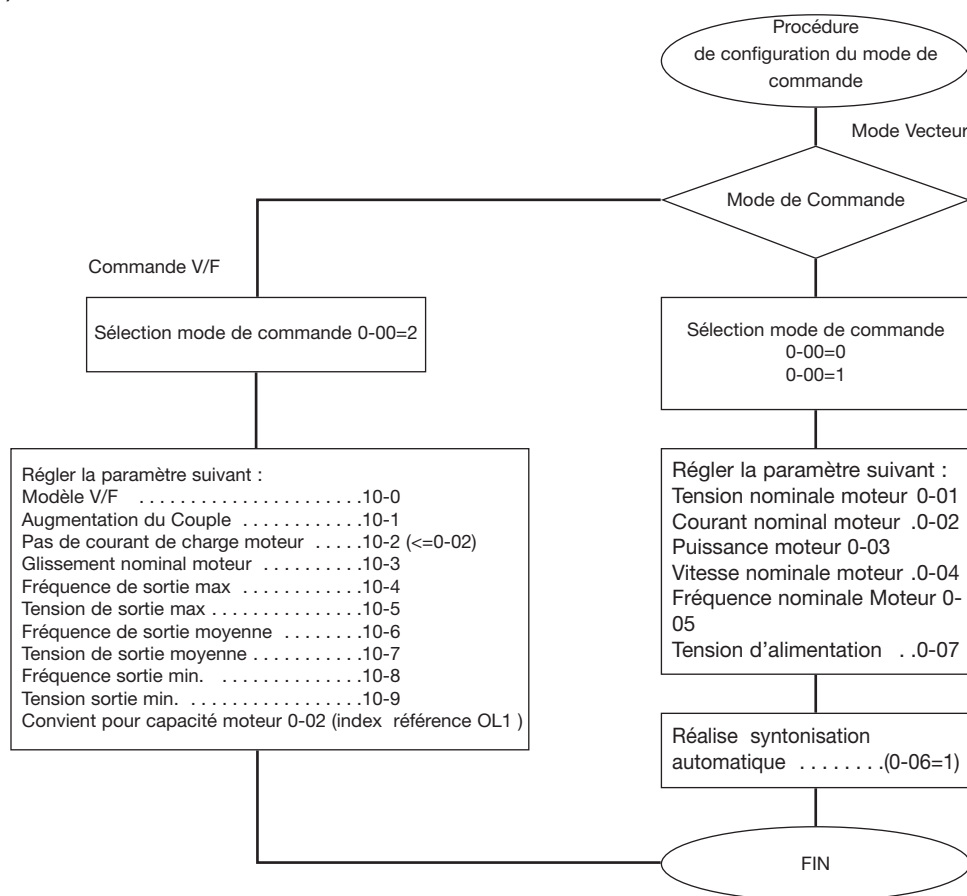 Procédure
de configuration du mode de
commande
Mode Vecteur
Mode de Commande
Commande V/F
Sélection mode de commande 0-00=2
Sélection mode de commande
0-00=0
0-00=1
Régler la paramètre suivant :
Modèle V/F . . . . . . . . . . . . . . . . . . . . . .10-0
Augmentation du Couple . . . . . . . . . . . .10-1
Pas de courant de charge moteur . . . . .10-2 (<=0-02)
Glissement nominal moteur . . . . . . . . . .10-3
Fréquence de sortie max . . . . . . . . . . . .10-4
Tension de sortie max . . . . . . . . . . . . . . .10-5
Fréquence de sortie moyenne . . . . . . . .10-6
Tension de sortie moyenne . . . . . . . . . . .10-7
Fréquence sortie min. . . . . . . . . . . . . . .10-8
Tension sortie min. . . . . . . . . . . . . . . . . .10-9
Convient pour capacité moteur 0-02 (index référence OL1 )
Régler la paramètre suivant :
Tension nominale moteur 0-01
Courant nominal moteur .0-02
Puissance moteur 0-03
Vitesse nominale moteur .0-04
Fréquence nominale Moteur 0-
05
Tension d'alimentation . .0-07
Réalise syntonisation
automatique . . . . . . . .(0-06=1)
FIN